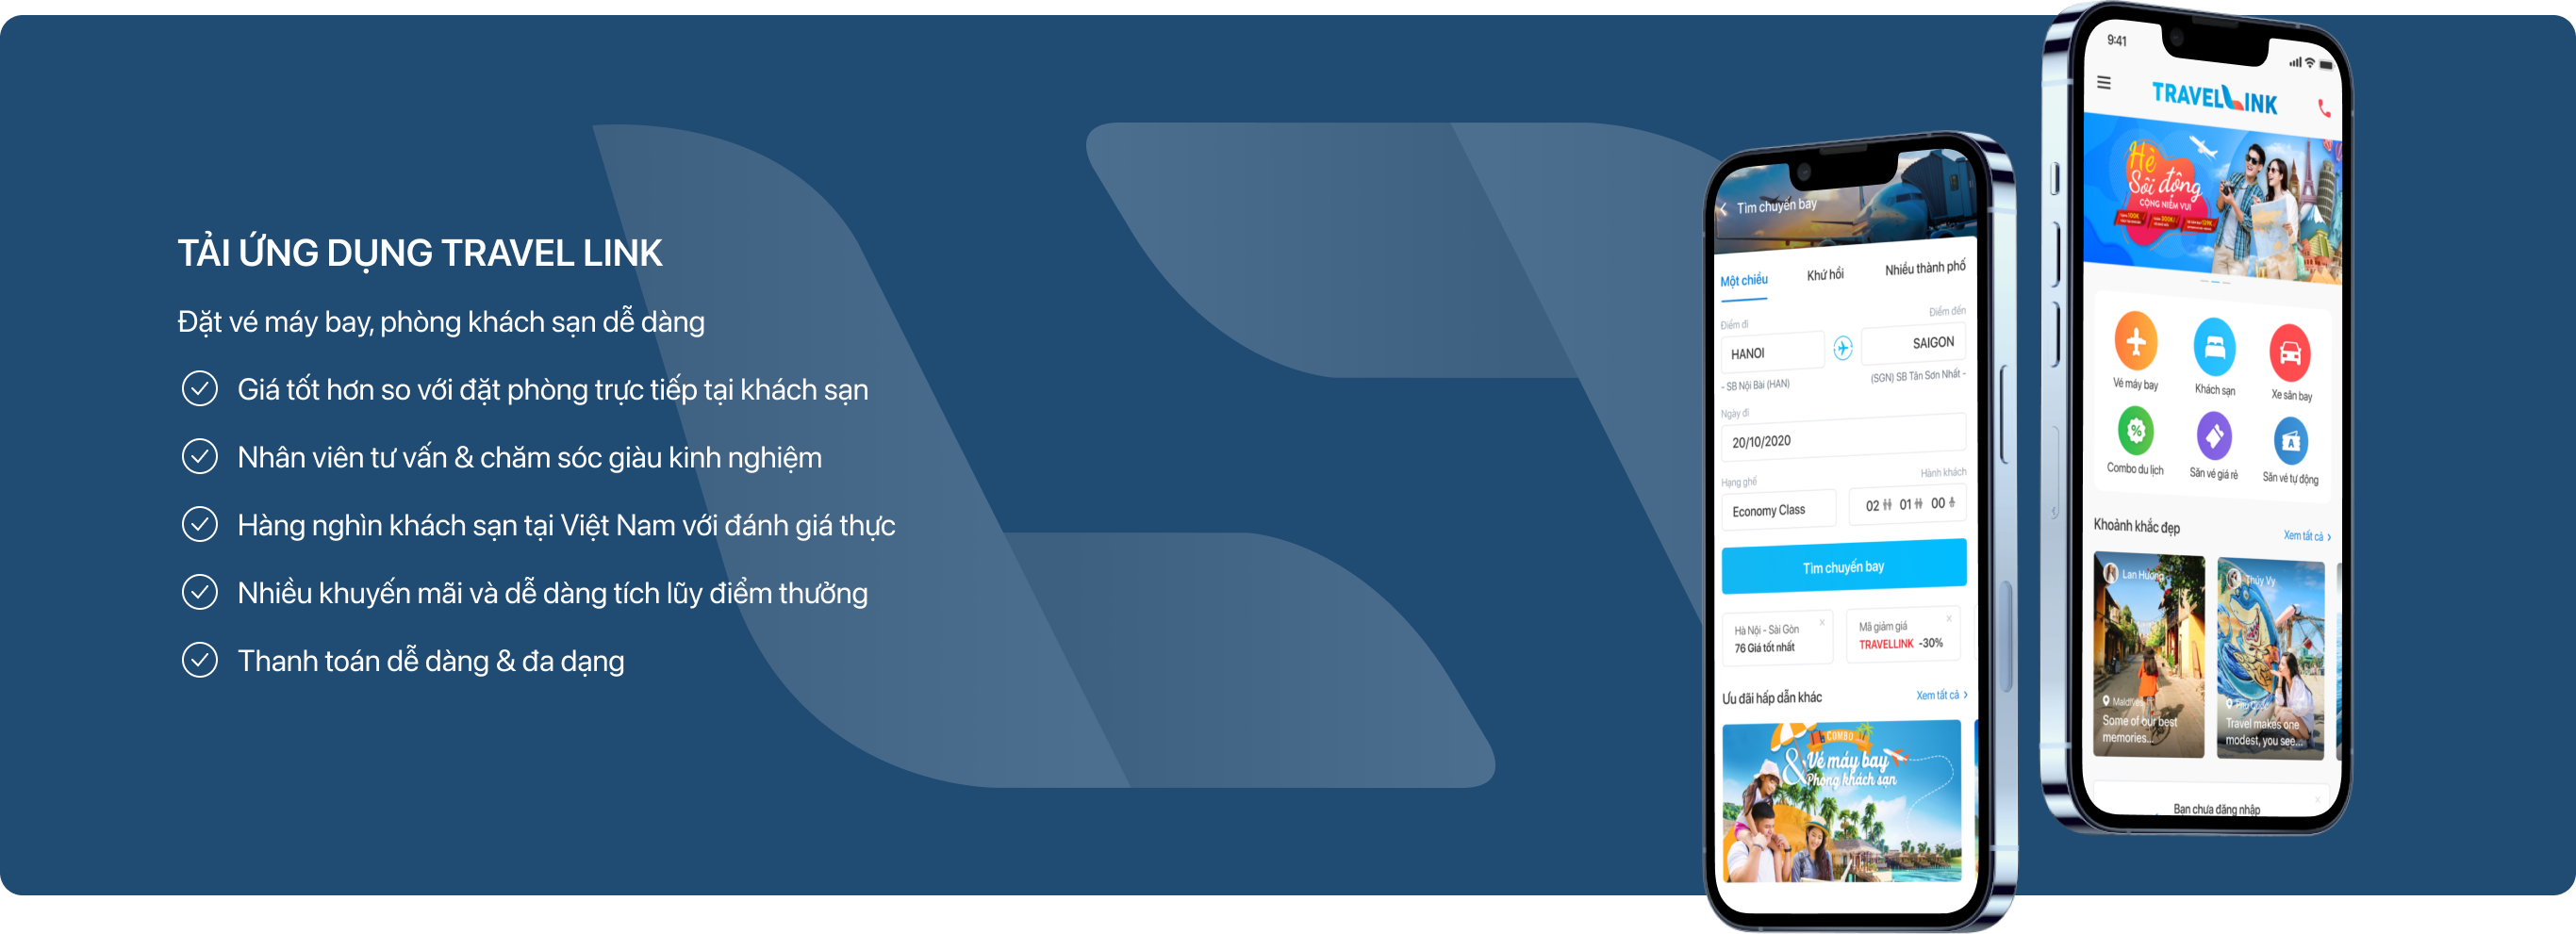 TẢI ỨNG DỤNG TRAVEL LINK
Đặt vé máy bay, phòng khách sạn dễ dàng
Giá tốt hơn so với đặt phòng trực tiếp tại khách sạn
Nhân viên tư vấn & chăm sóc giàu kinh nghiệm
Hàng nghìn khách sạn tại Việt Nam với đánh giá thực
Nhiều khuyến mãi và dễ dàng tích lũy điểm thưởng
Thanh toán dễ dàng & đa dạng
Tìm chuyến bay
Một chiều Khứ hồi Nhiều thành phố
Điểm đi Điểm đến
HANOI SAIGON
- SB Nội Bài (HAN) (SGN) SB Tân Sơn Nhất -
Ngày đi
20/10/2020
Hạng ghế Hành khách
Economy Class 02 01 00
Tìm chuyến bay
Hà Nội - Sài Gòn x Mã giảm giá x
76 Giá tốt nhất TRAVELLINK -30%
Ưu đãi hấp dẫn khác Xem tất cả >
COMBO
& Vé máy bay
Phòng khách sạn
9:41
TRAVELLINK
Hè
Sôi động
CỘNG NIỀM VUI
Vé máy bay Khách sạn Xe sân bay
Combo du lịch Săn vé giá rẻ Săn vé tự động
Khoảnh khắc đẹp Xem tất cả >
Lan Hương Thúy Vy
Maldives
Some of our best
memories...
Travel makes one
modest, you see...
Bạn chưa đăng nhập x